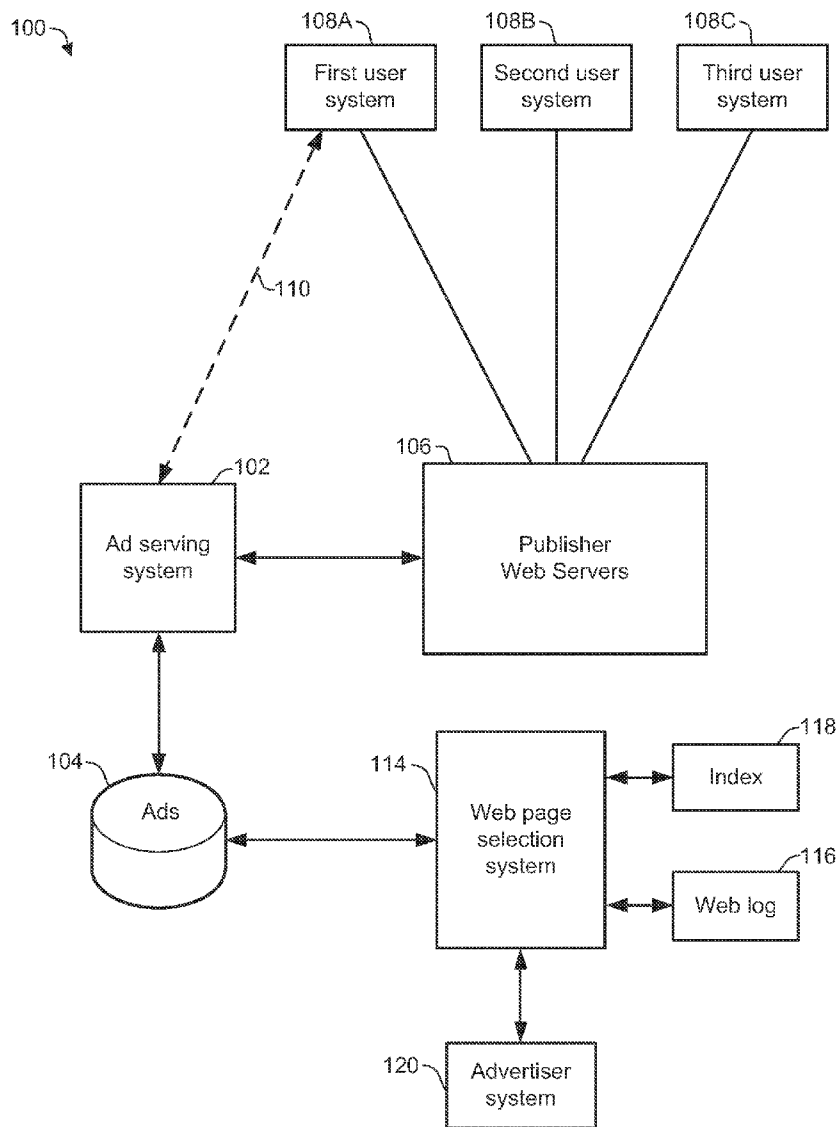 100
108A
108B
108C
First user
system
Second user
system
Third user
system
110
102
106
Ad serving
system
Publisher
Web Servers
104
Ads
114
Web page
selection
system
118
Index
116
Web log
120
Advertiser
system